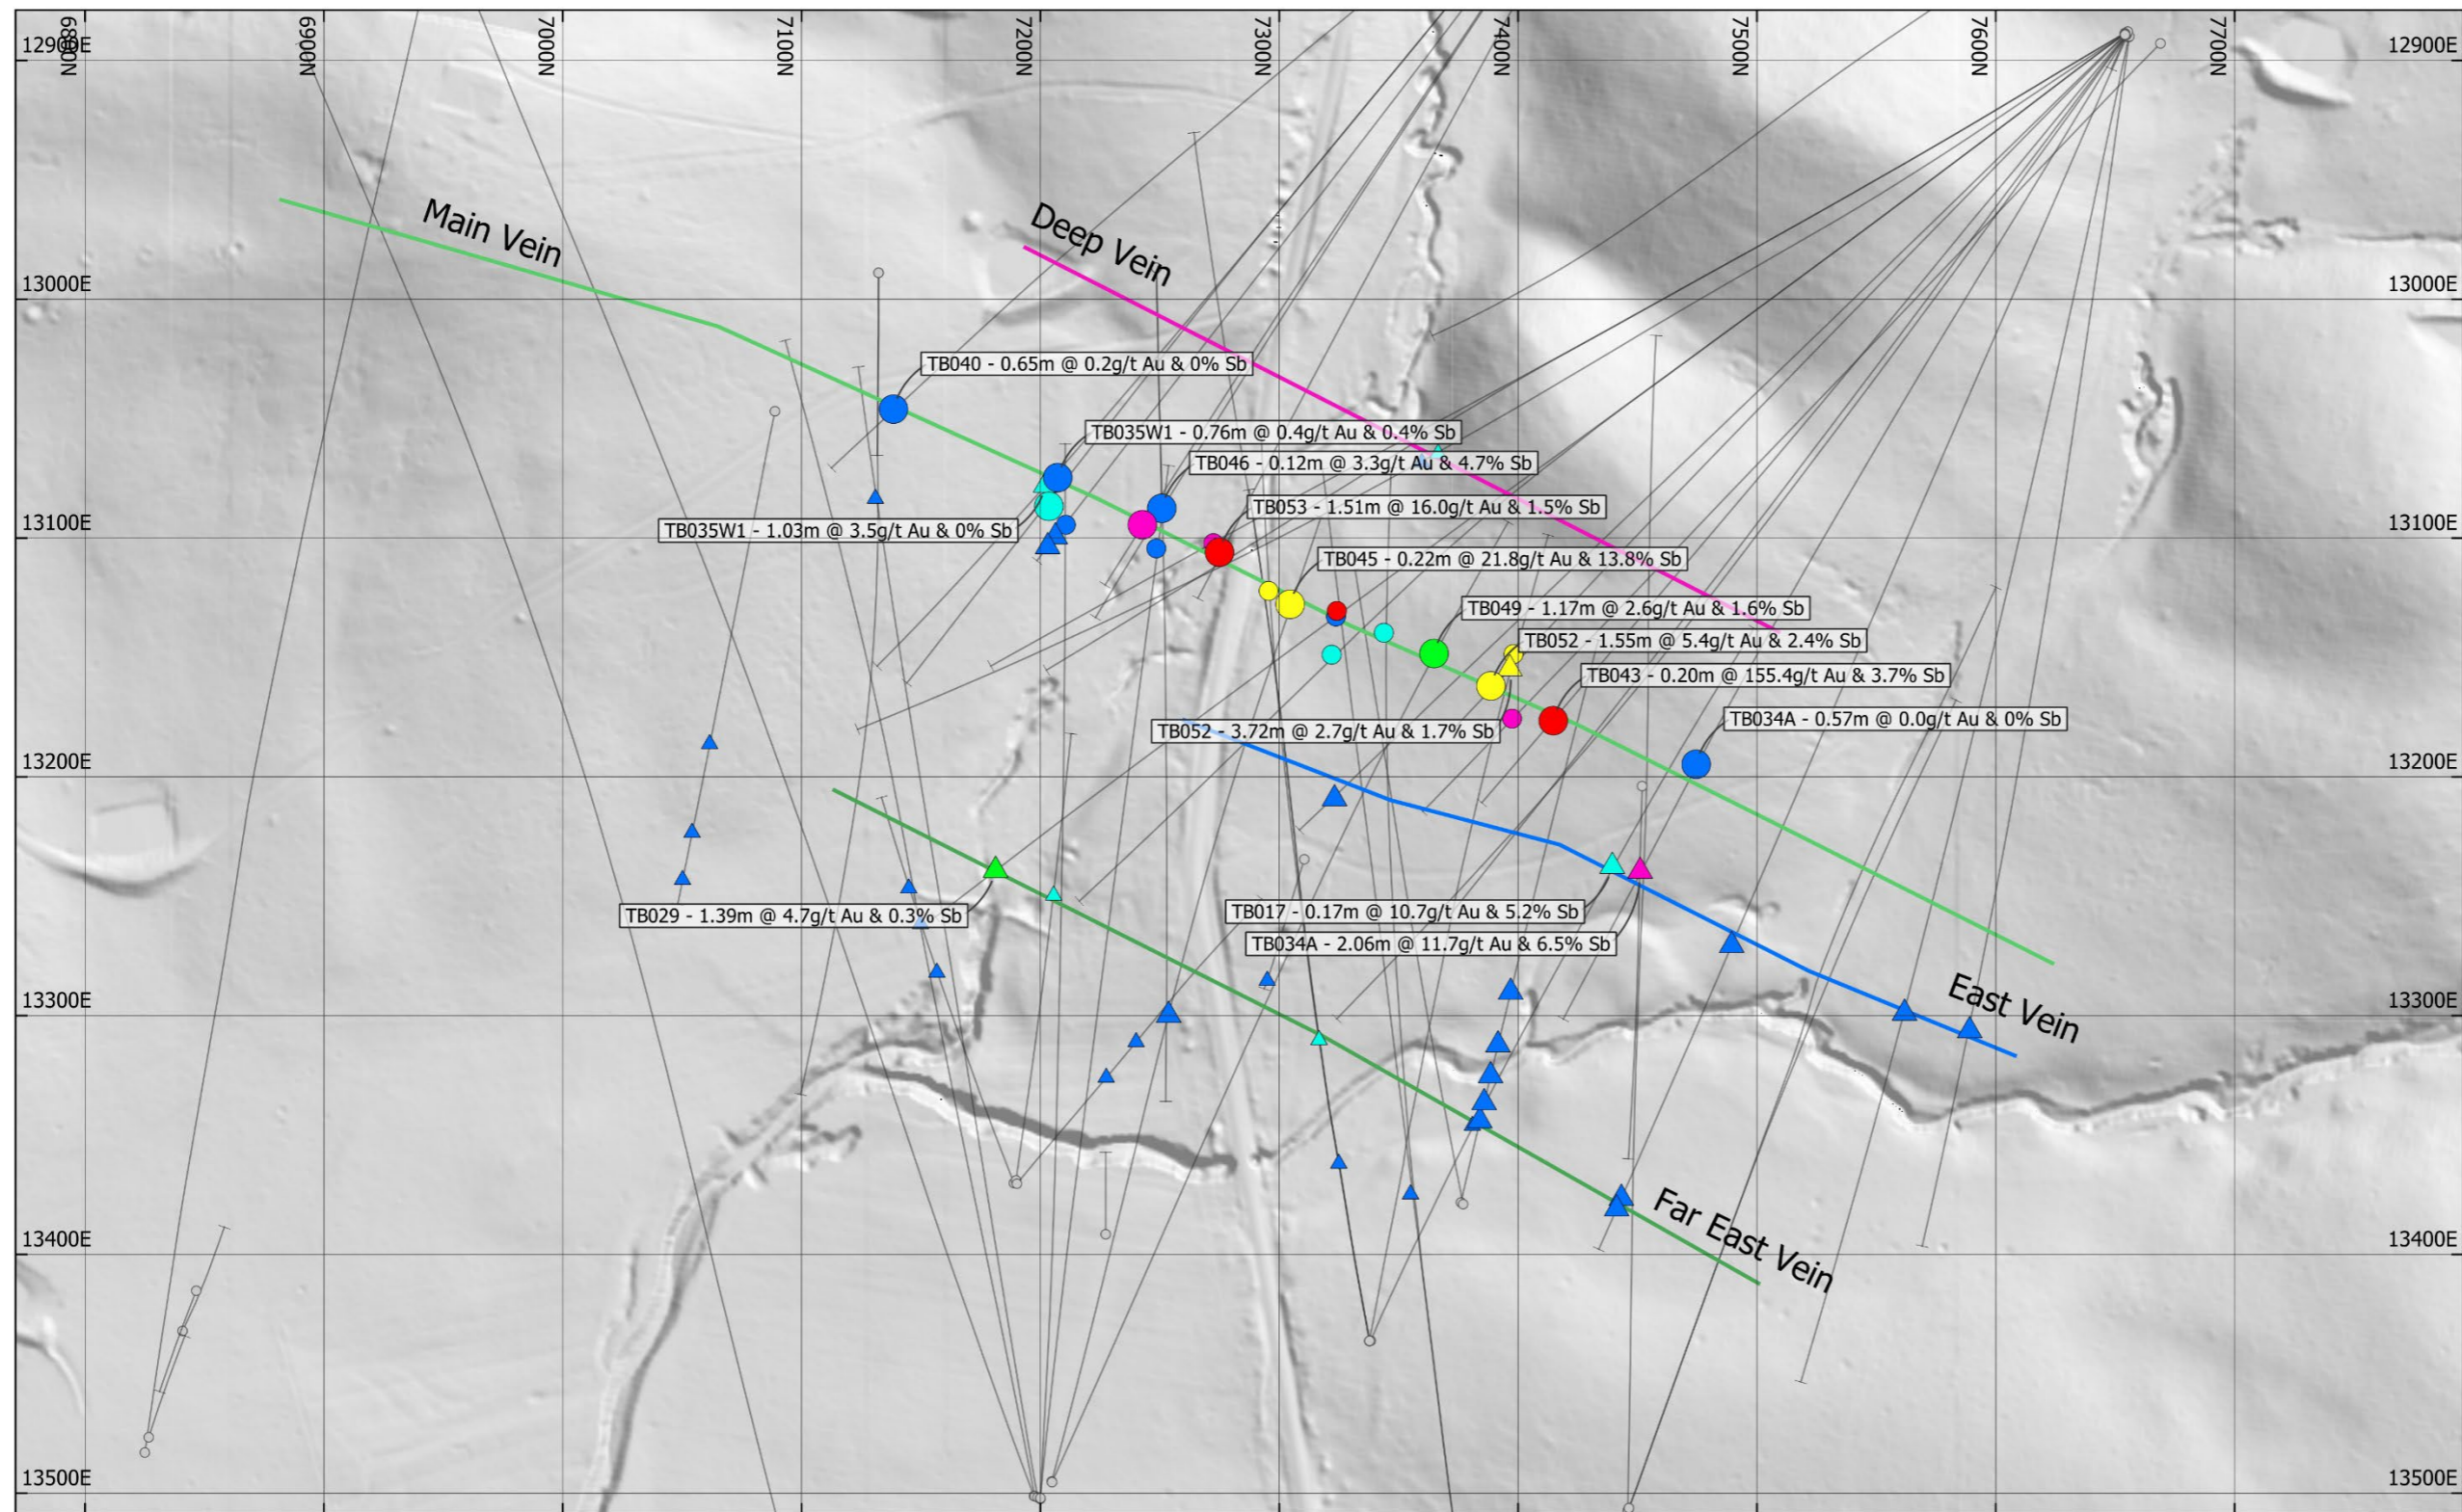 6800N
6900N
7000N
7100N
7200N
7300N
7400N
7500N
7600N
7700N
12900E
12900E
Main Vein
Deep Vein
13000E
13000E
TB040 - 0.65m @ 0.2g/t Au & 0% Sb
TB035W1 - 0.76m @ 0.4g/t Au & 0.4% Sb
TB046 - 0.12m @ 3.3g/t Au & 4.7% Sb
TB053 - 1.51m @ 16.0g/t Au & 1.5% Sb
13100E
TB035W1 - 1.03m @ 3.5g/t Au & 0% Sb
13100E
TB045 - 0.22m @ 21.8g/t Au & 13.8% Sb
TB049 - 1.17m @ 2.6g/t Au & 1.6% Sb
TB052 - 1.55m @ 5.4g/t Au & 2.4% Sb
TB043 - 0.20m @ 155.4g/t Au & 3.7% Sb
TB034A - 0.57m @ 0.0g/t Au & 0% Sb
TB052 - 3.72m @ 2.7g/t Au & 1.7% Sb
13200E
13200E
TB029 - 1.39m @ 4.7g/t Au & 0.3% Sb
TB017 - 0.17m @ 10.7g/t Au & 5.2% Sb
TB034A - 2.06m @ 11.7g/t Au & 6.5% Sb
13300E
East Vein
13300E
Far East Vein
13400E
13400E
13500E
13500E